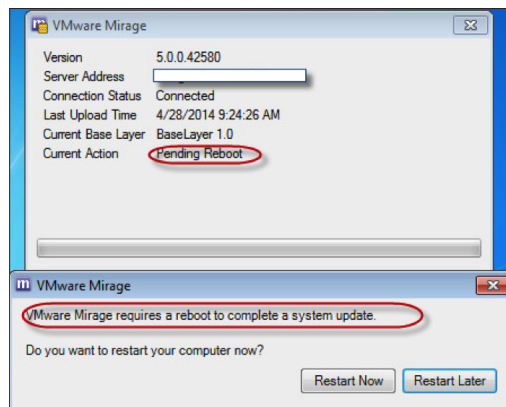 VMware Mirage
Version 5.0.0.42580
Server Address
Connection Status Connected
Last Upload Time 4/28/2014 9:24:26 AM
Current Base Layer BaseLayer 1.0
Current Action Pending Reboot
m VMware Mirage
VMware Mirage requires a reboot to complete a system update.
Do you want to restart your computer now?
Restart Now Restart Later